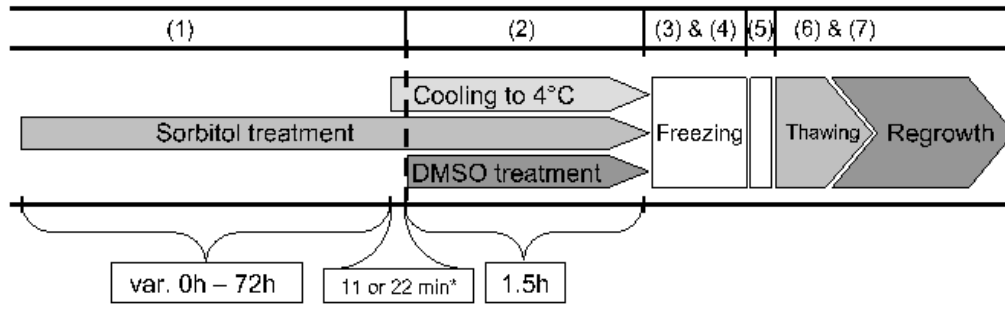 (1) (2) (3) & (4) (5) (6) & (7)
Cooling to 4°C
Sorbitol treatment Freezing Thawing Regrowth
DMSO treatment
var. 0h – 72h 11 or 22 min* 1.5h